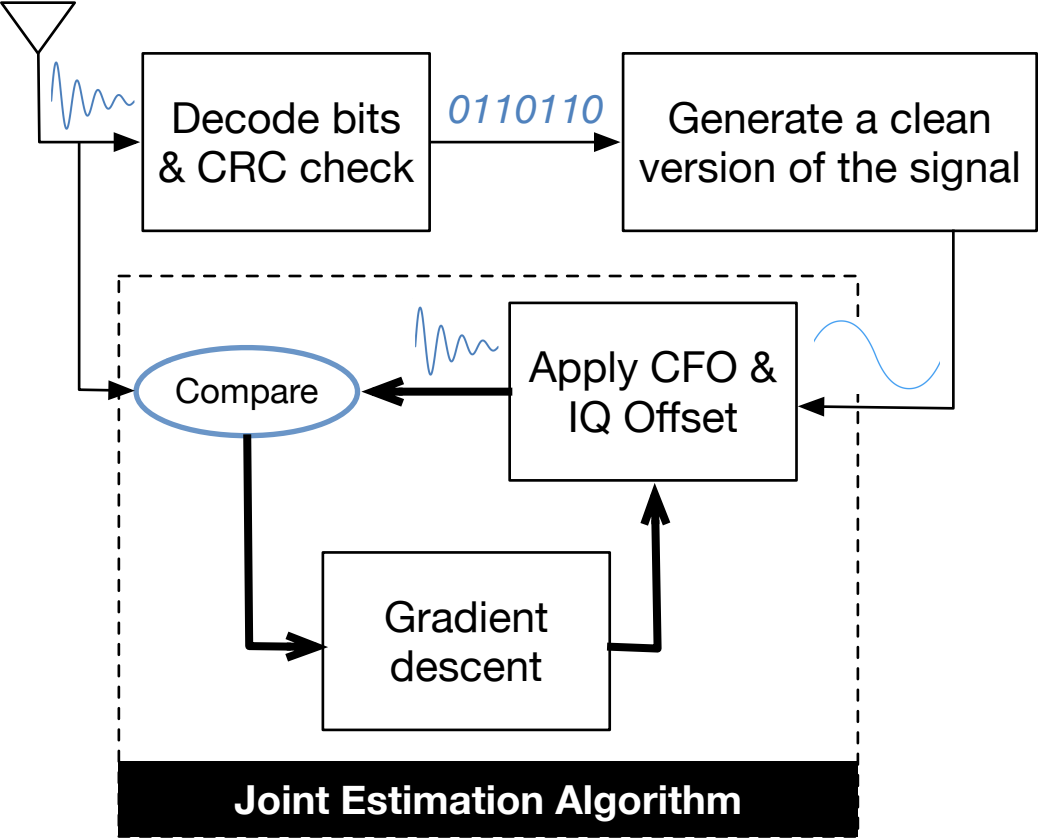 Decode bits
& CRC check
0110110
Generate a clean
version of the signal
Compare
Apply CFO &
IQ Offset
Gradient
descent
Joint Estimation Algorithm